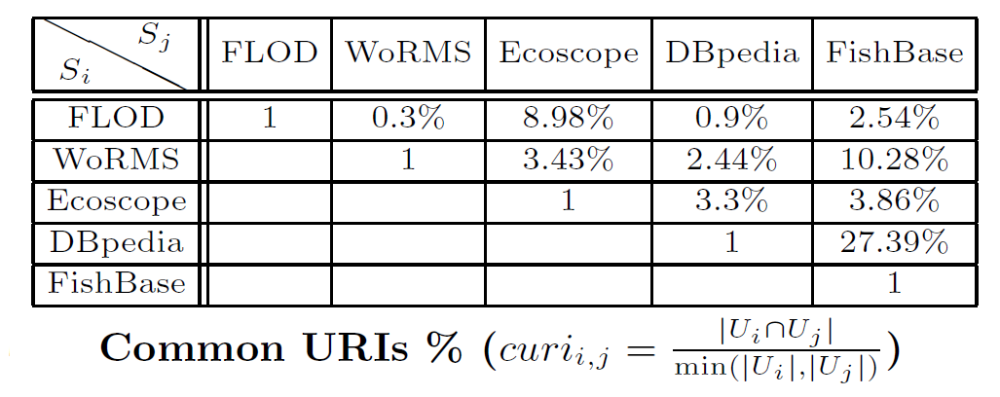 S_j
S_i FLOD WoRMS Ecoscope DBpedia FishBase
FLOD 1 0.3% 8.98% 0.9% 2.54%
WoRMS 1 3.43% 2.44% 10.28%
Ecoscope 1 3.3% 3.86%
DBpedia 1 27.39%
FishBase 1
Common URIs % (curi_{i,j} = \frac{|U_i∩U_j|}{min(|U_i|,|U_j|)})